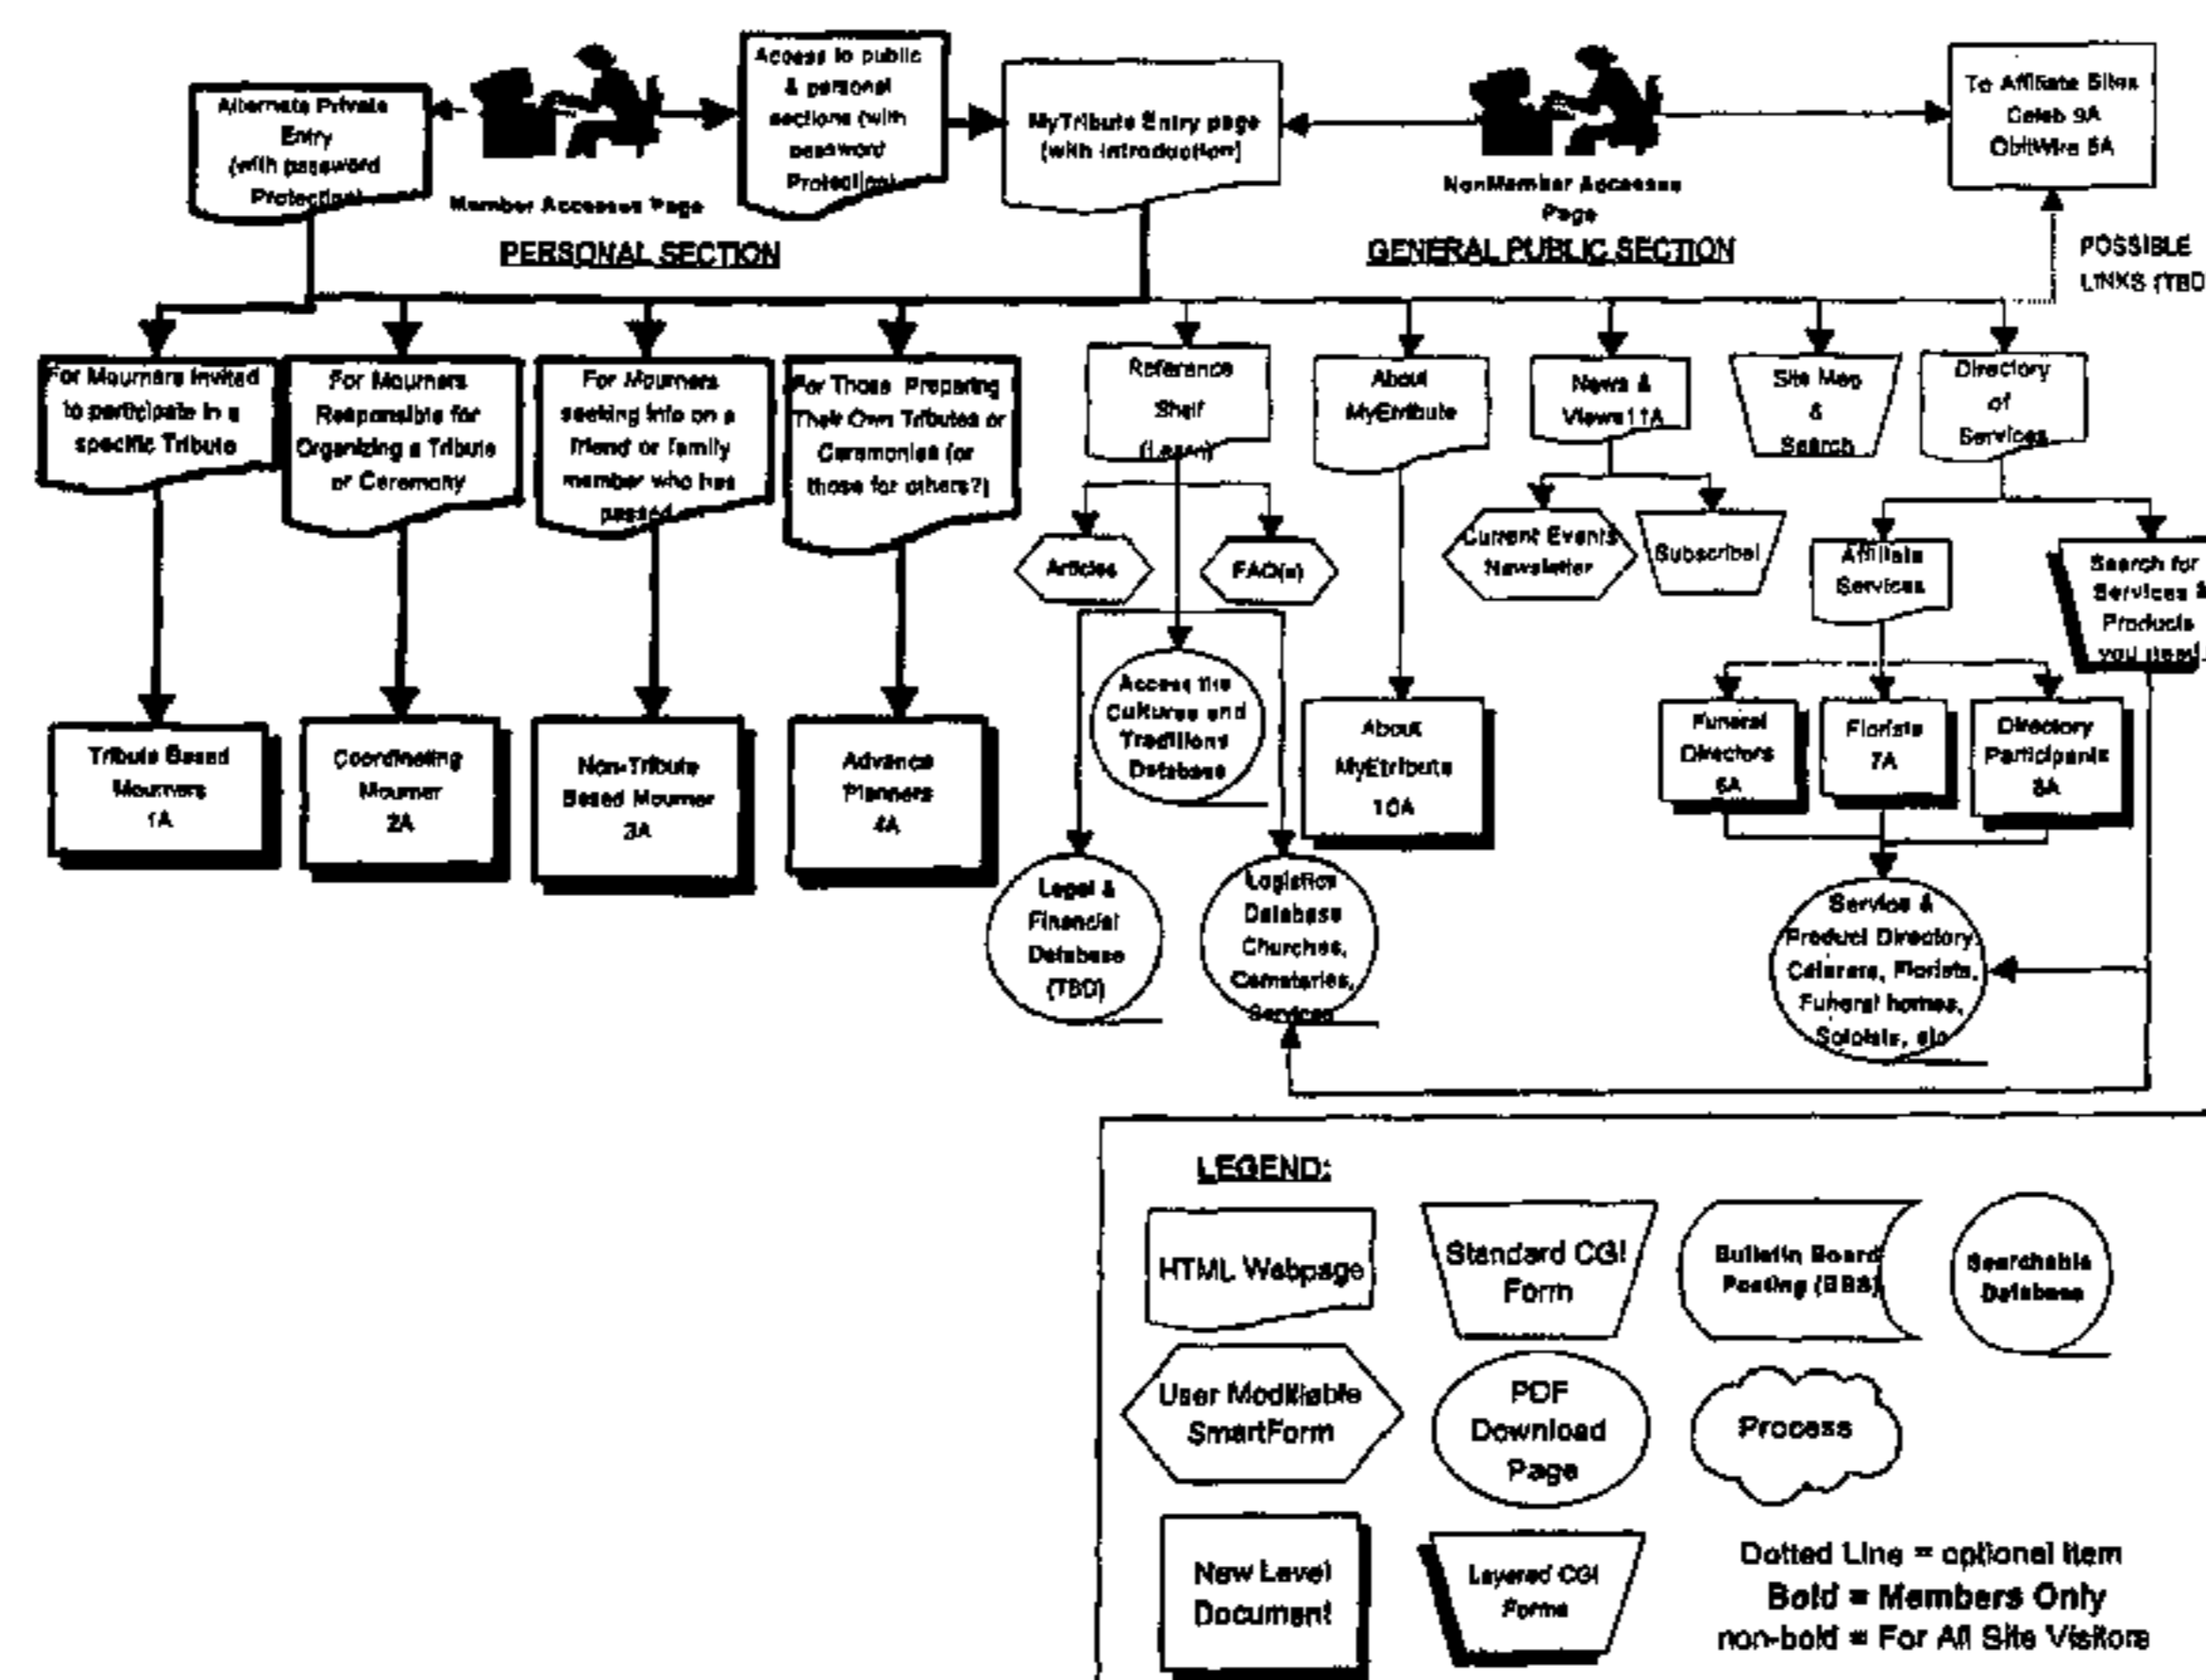 Alternate Private
Entry
(with password
Protection)
Member Accesses Page
Access to public
& personal
sections (with
password
Protection)
MyTribute Entry page
(with introduction)
NonMember Accesses
Page
To Affiliate Sites
Celeb 9A
ObitWire 5A
PERSONAL SECTION
GENERAL PUBLIC SECTION
POSSIBLE
LINKS (TBD
For Mourners Invited
to participate in a
specific Tribute
For Mourners
Responsible for
Organizing a Tribute
or Ceremony
For Mourners
seeking info on a
friend or family
member who has
passed
For Those Preparing
Their Own Tributes or
Ceremonies (or
those for others?)
Reference
Shelf
(Learn)
About
MyEtribute
News &
Views 11A
Site Map
&
Search
Directory
of
Services
Articles
FAQ(s)
Current Events
Newsletter
Subscribe!
Affiliate
Services
Search for
Services &
Products
you need
Tribute Based
Mourners
1A
Coordinating
Mourner
2A
Non-Tribute
Based Mourner
3A
Advance
Planners
4A
Access the
Cultures and
Traditions
Database
About
MyEtribute
10A
Funeral
Directors
6A
Florists
7A
Directory
Participants
8A
Legal &
Financial
Database
(TBD)
Logistics
Database
Churches,
Cemeteries,
Services
Service &
Product Directory
Caterers, Florists,
Funeral homes,
Soloists, etc
LEGEND:
HTML Webpage
Standard CGI
Form
Bulletin Board
Posting (BBS)
Searchable
Database
User Modifiable
SmartForm
PDF
Download
Page
Process
New Level
Document
Layered CGI
Forms
Dotted Line = optional item
Bold = Members Only
non-bold = For All Site Visitors